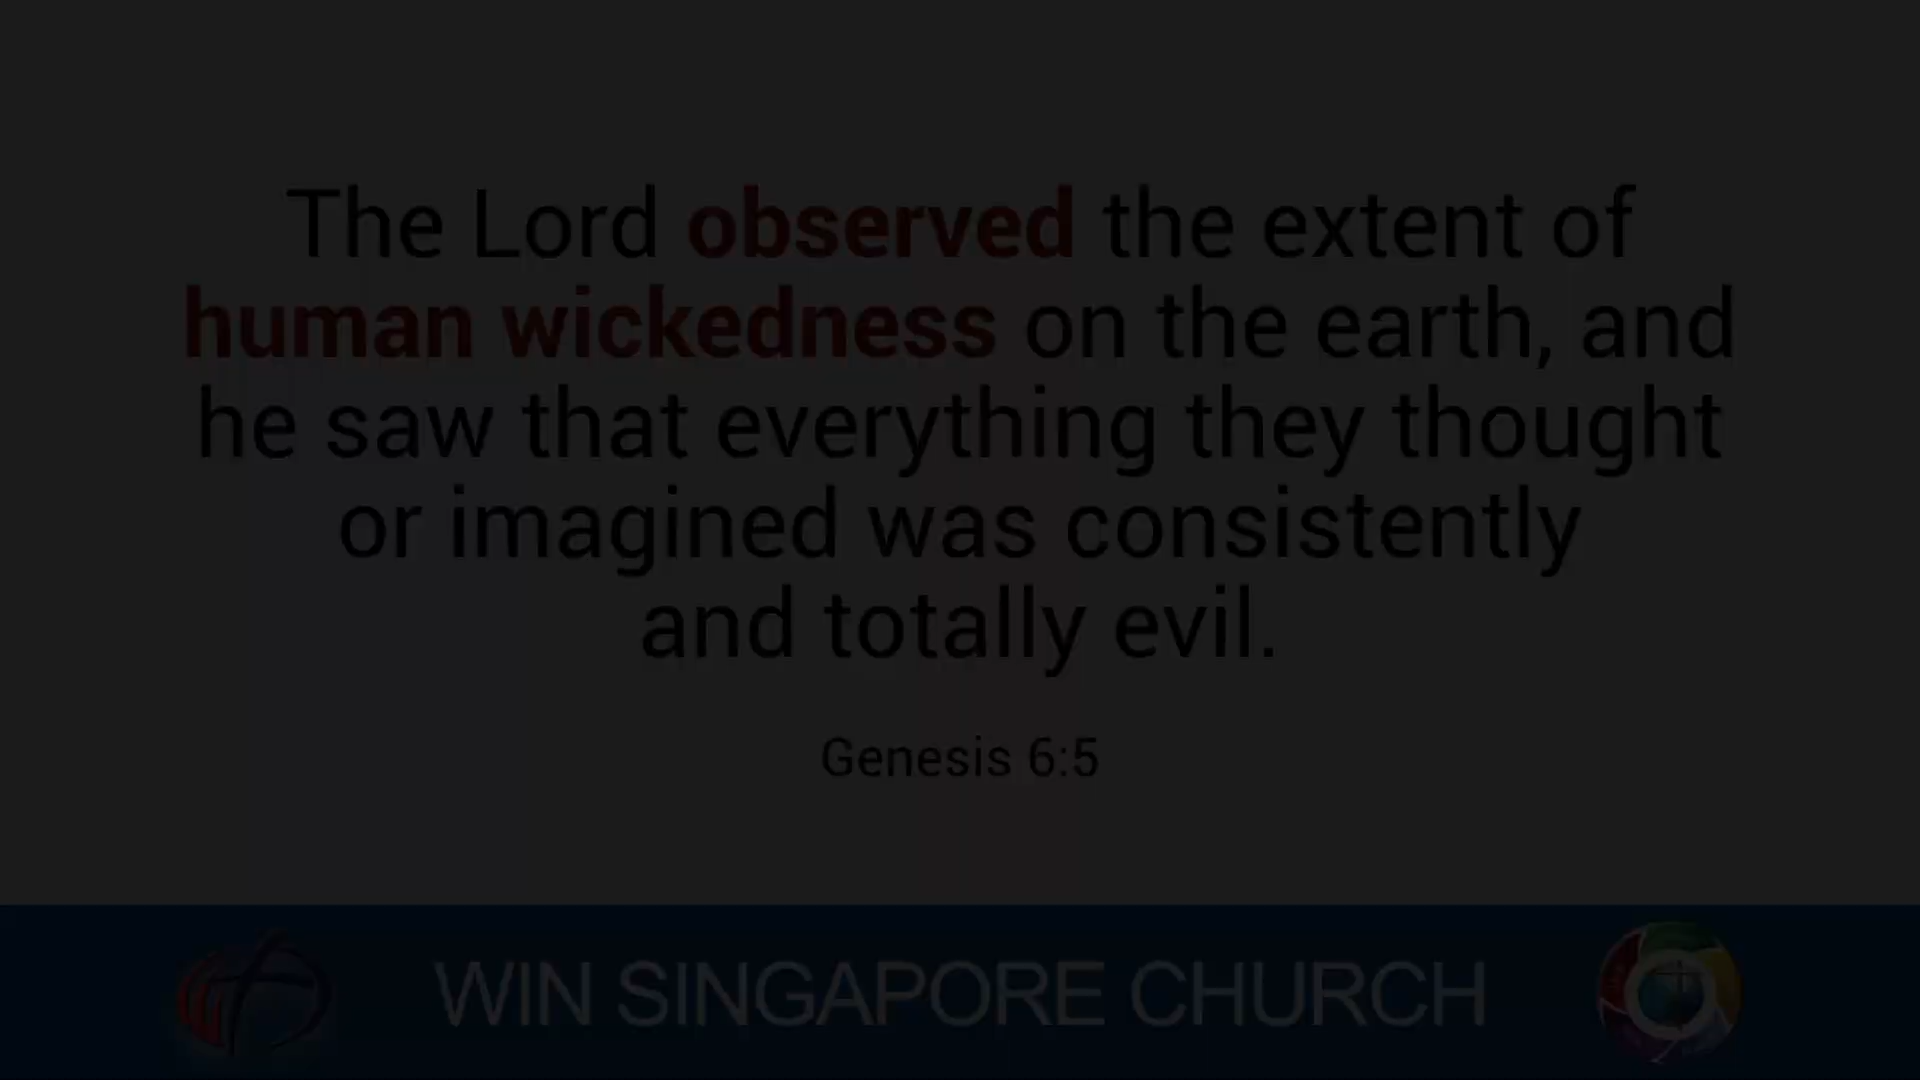 The Lord observed the extent of
human wickedness on the earth, and
he saw that everything they thought
or imagined was consistently
and totally evil.
Genesis 6:5
WIN SINGAPORE CHURCH